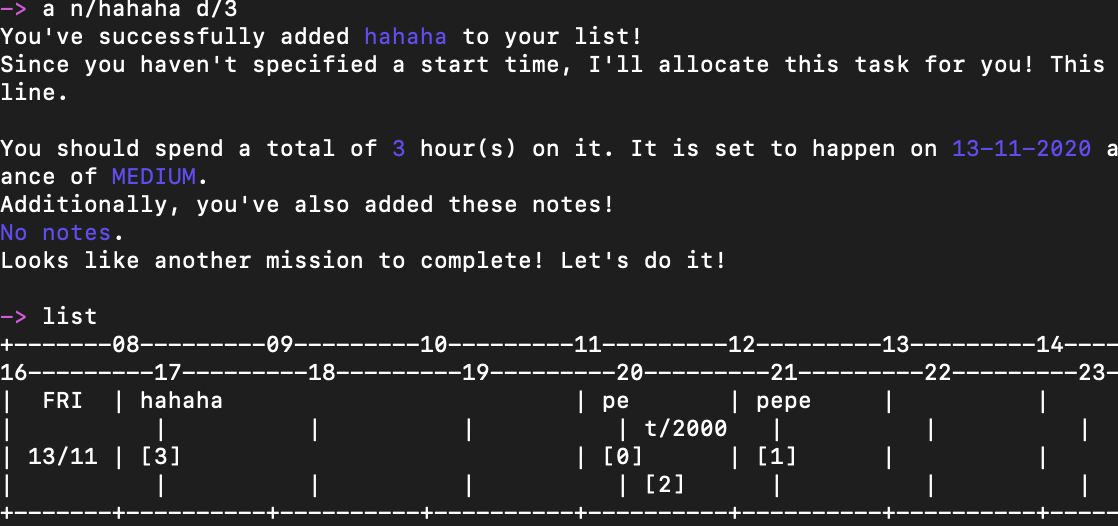 —> a n/hahaha d/3
You've successfully added hahaha to your list!
Since you haven't specified a start time, I'll allocate this task for you! This
line.
You should spend a total of 3 hour(s) on it. It is set to happen on 13-11-2020 a
ance of MEDIUM.
Additionally, you've also added these notes!
No notes.
Looks like another mission to complete! Let's do it!
—> list
+-------08---------09---------10---------11---------12---------13---------14----
16---------17---------18---------19---------20---------21---------22---------23-
|  FRI  | hahaha                         | pe       | pepe     |          |
|          |          |          |          | t/2000   |          |          |
| 13/11 | [3]                            | [0]      | [1]      |          |
|          |          |          |          | [2]      |          |          |
+-------+----------+----------+----------+----------+----------+----------+-----